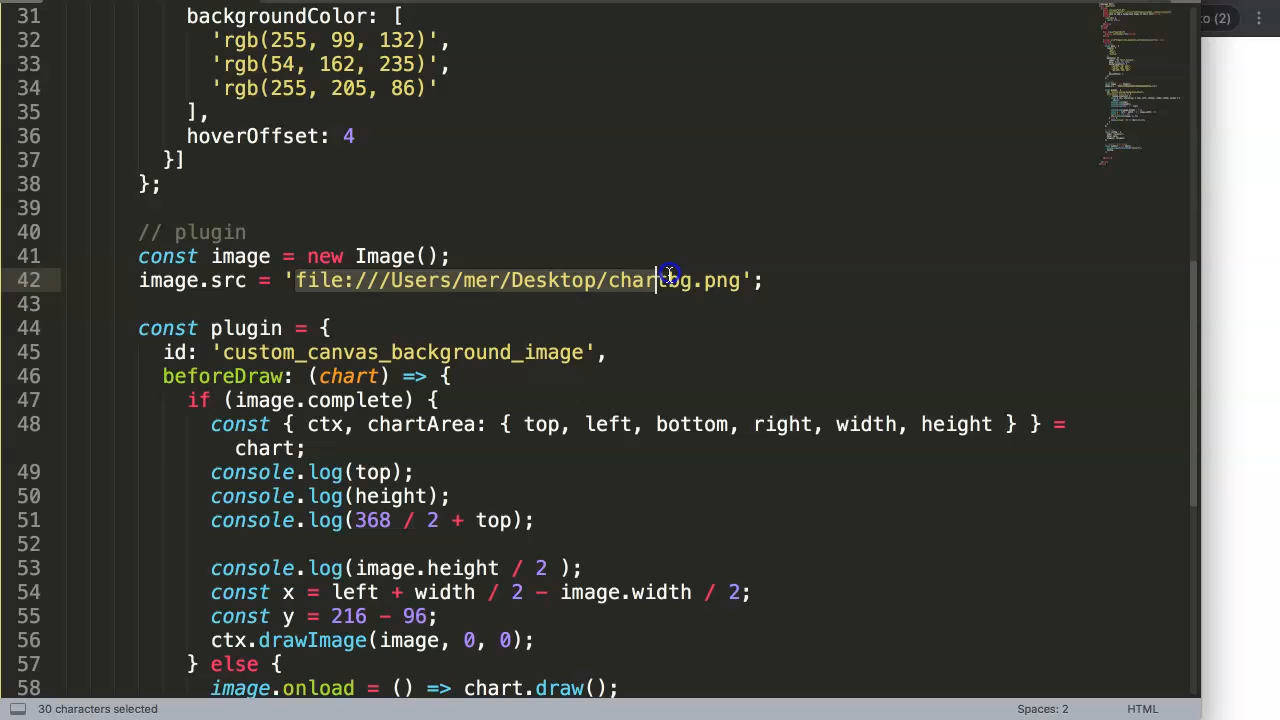 to (2)
31 backgroundColor: [
32 'rgb(255, 99, 132)',
33 'rgb(54, 162, 235)',
34 'rgb(255, 205, 86)'
35 ],
36 hoverOffset: 4
37 }]
38 };
39
40 // plugin
41 const image = new Image();
42 image.src = 'file:///Users/mer/Desktop/chartbg.png';
43
44 const plugin = {
45 id: 'custom_canvas_background_image',
46 beforeDraw: (chart) => {
47 if (image.complete) {
48 const { ctx, chartArea: { top, left, bottom, right, width, height } } =
chart;
49 console.log(top);
50 console.log(height);
51 console.log(368 / 2 + top);
52
53 console.log(image.height / 2 );
54 const x = left + width / 2 - image.width / 2;
55 const y = 216 - 96;
56 ctx.drawImage(image, 0, 0);
57 } else {
58 image.onload = () => chart.draw();
30 characters selected
Spaces: 2
HTML